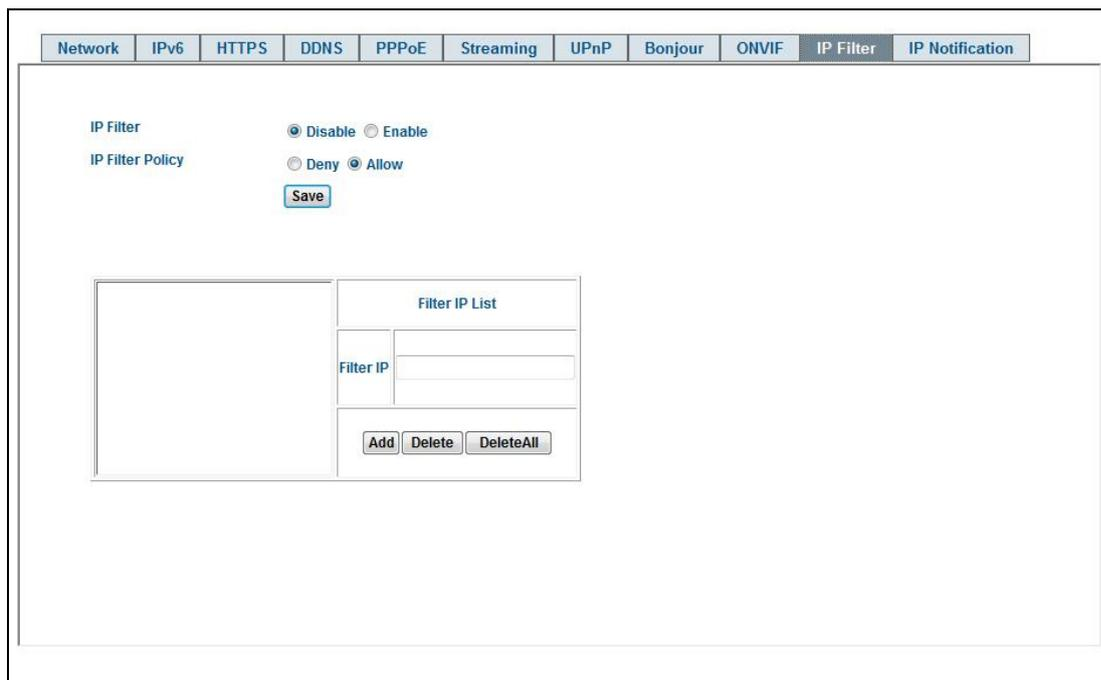 Network IPv6 HTTPS DDNS PPPoE Streaming UPnP Bonjour ONVIF IP Filter IP Notification
IP Filter Disable Enable
IP Filter Policy Deny Allow
Save
Filter IP List
Filter IP
Add Delete DeleteAll